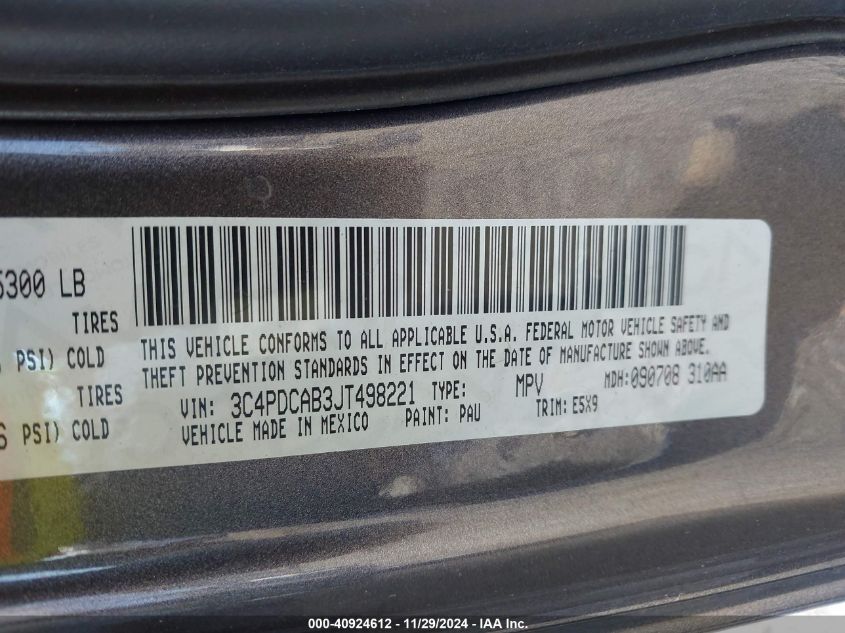 5300 LB
TIRES
PSI) COLD
TIRES
PSI) COLD
THIS VEHICLE CONFORMS TO ALL APPLICABLE U.S.A. FEDERAL MOTOR VEHICLE SAFETY AND
THEFT PREVENTION STANDARDS IN EFFECT ON THE DATE OF MANUFACTURE SHOWN ABOVE.
VIN: 3C4PDCAB3JT498221 TYPE: MPV MDH:090708 310AA
VEHICLE MADE IN MEXICO PAINT: PAU TRIM: E5X9
000-40924612 - 11/29/2024 - IAA Inc.